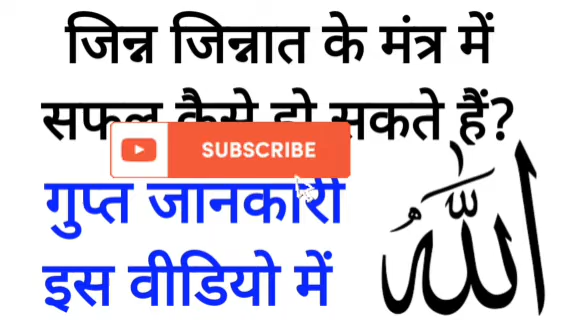 जिन्न जिन्नात के मंत्र में
सफल कैसे हो सकते हैं?
SUBSCRIBE
गुप्त जानकारी
इस वीडियो में
الله